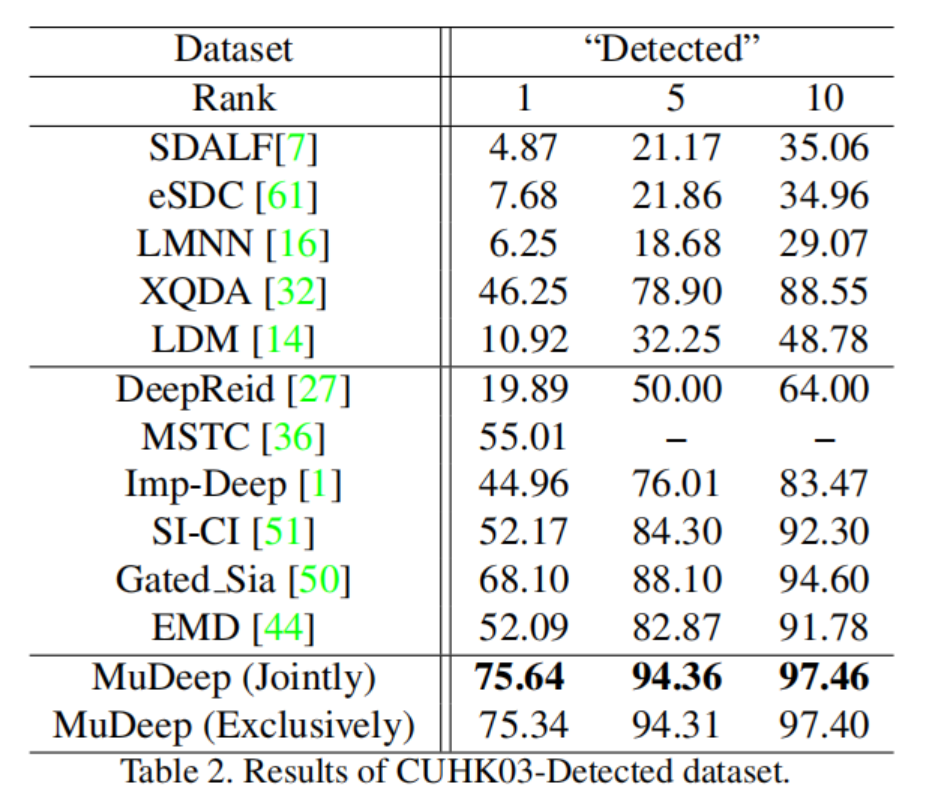 Dataset “Detected”
Rank 1 5 10
SDALF[7] 4.87 21.17 35.06
eSDC [61] 7.68 21.86 34.96
LMNN [16] 6.25 18.68 29.07
XQDA [32] 46.25 78.90 88.55
LDM [14] 10.92 32.25 48.78
DeepReid [27] 19.89 50.00 64.00
MSTC [36] 55.01 – –
Imp-Deep [1] 44.96 76.01 83.47
SI-CI [51] 52.17 84.30 92.30
Gated_Sia [50] 68.10 88.10 94.60
EMD [44] 52.09 82.87 91.78
MuDeep (Jointly) 75.64 94.36 97.46
MuDeep (Exclusively) 75.34 94.31 97.40
Table 2. Results of CUHK03-Detected dataset.